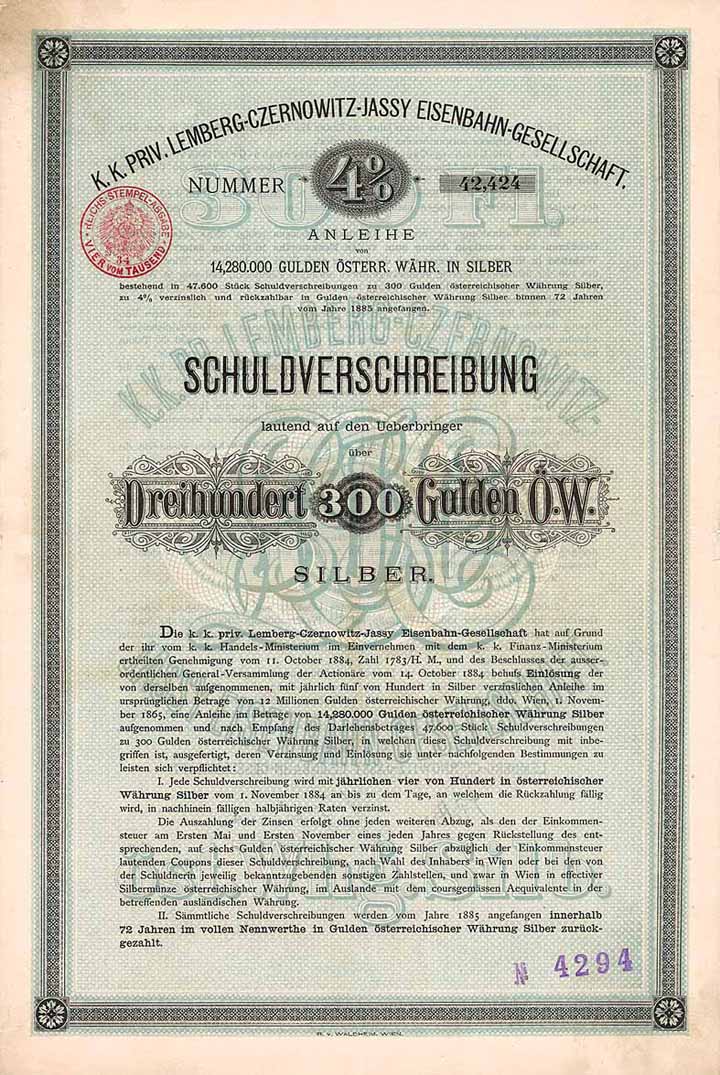 K. K. PRIV. LEMBERG-CZERNOWITZ-JASSY EISENBAHN-GESELLSCHAFT.
300 Fl.
NUMMER 4% 42,424
REICHS-STEMPEL-ABGABE
34
VIER VOM TAUSEND
ANLEIHE
von
14,280.000 GULDEN ÖSTERR. WÄHR. IN SILBER
bestehend in 47.600 Stück Schuldverschreibungen zu 300 Gulden österreichischer Währung Silber,
zu 4% verzinslich und rückzahlbar in Gulden österreichischer Währung Silber binnen 72 Jahren
vom Jahre 1885 angefangen.
K.K. PR. LEMBERG-CZERNOWITZ-
SCHULDVERSCHREIBUNG
lautend auf den Ueberbringer
über
Dreihundert 300 Gulden Ö.W.
SILBER.
Die k. k. priv. Lemberg-Czernowitz-Jassy Eisenbahn-Gesellschaft hat auf Grund
der ihr vom k. k. Handels-Ministerium im Einvernehmen mit dem k. k. Finanz-Ministerium
ertheilten Genehmigung vom 11. October 1884, Zahl 1783/H. M., und des Beschlusses der ausser-
ordentlichen General-Versammlung der Actionäre vom 14. October 1884 behufs Einlösung der
von derselben aufgenommenen, mit jährlich fünf von Hundert in Silber verzinslichen Anleihe im
ursprünglichen Betrage von 12 Millionen Gulden österreichischer Währung, ddo. Wien, 1. Novem-
ber 1865, eine Anleihe im Betrage von 14,280.000 Gulden österreichischer Währung Silber
aufgenommen und nach Empfang des Darlehensbetrages 47.600 Stück Schuldverschreibungen
zu 300 Gulden österreichischer Währung Silber, in welchen diese Schuldverschreibung mit inbe-
griffen ist, ausgefertigt, deren Verzinsung und Einlösung sie unter nachfolgenden Bestimmungen zu
leisten sich verpflichtet:
I. Jede Schuldverschreibung wird mit jährlichen vier von Hundert in österreichischer
Währung Silber vom 1. November 1884 an bis zu dem Tage, an welchem die Rückzahlung fällig
wird, in nachhinein fälligen halbjährigen Raten verzinst.
Die Auszahlung der Zinsen erfolgt ohne jeden weiteren Abzug, als den der Einkommen-
steuer am Ersten Mai und Ersten November eines jeden Jahres gegen Rückstellung des ent-
sprechenden, auf sechs Gulden österreichischer Währung Silber abzüglich der Einkommensteuer
lautenden Coupons dieser Schuldverschreibung, nach Wahl des Inhabers in Wien oder bei den von
der Schuldnerin jeweilig bekanntzugebenden sonstigen Zahlstellen, und zwar in Wien in effectiver
Silbermünze österreichischer Währung, im Auslande mit dem coursgemässen Aequivalente in der
betreffenden ausländischen Währung.
II. Sämmtliche Schuldverschreibungen werden vom Jahre 1885 angefangen innerhalb
72 Jahren im vollen Nennwerthe in Gulden österreichischer Währung Silber zurück-
gezahlt.
№ 4294
R. v. WALDHEIM, WIEN.